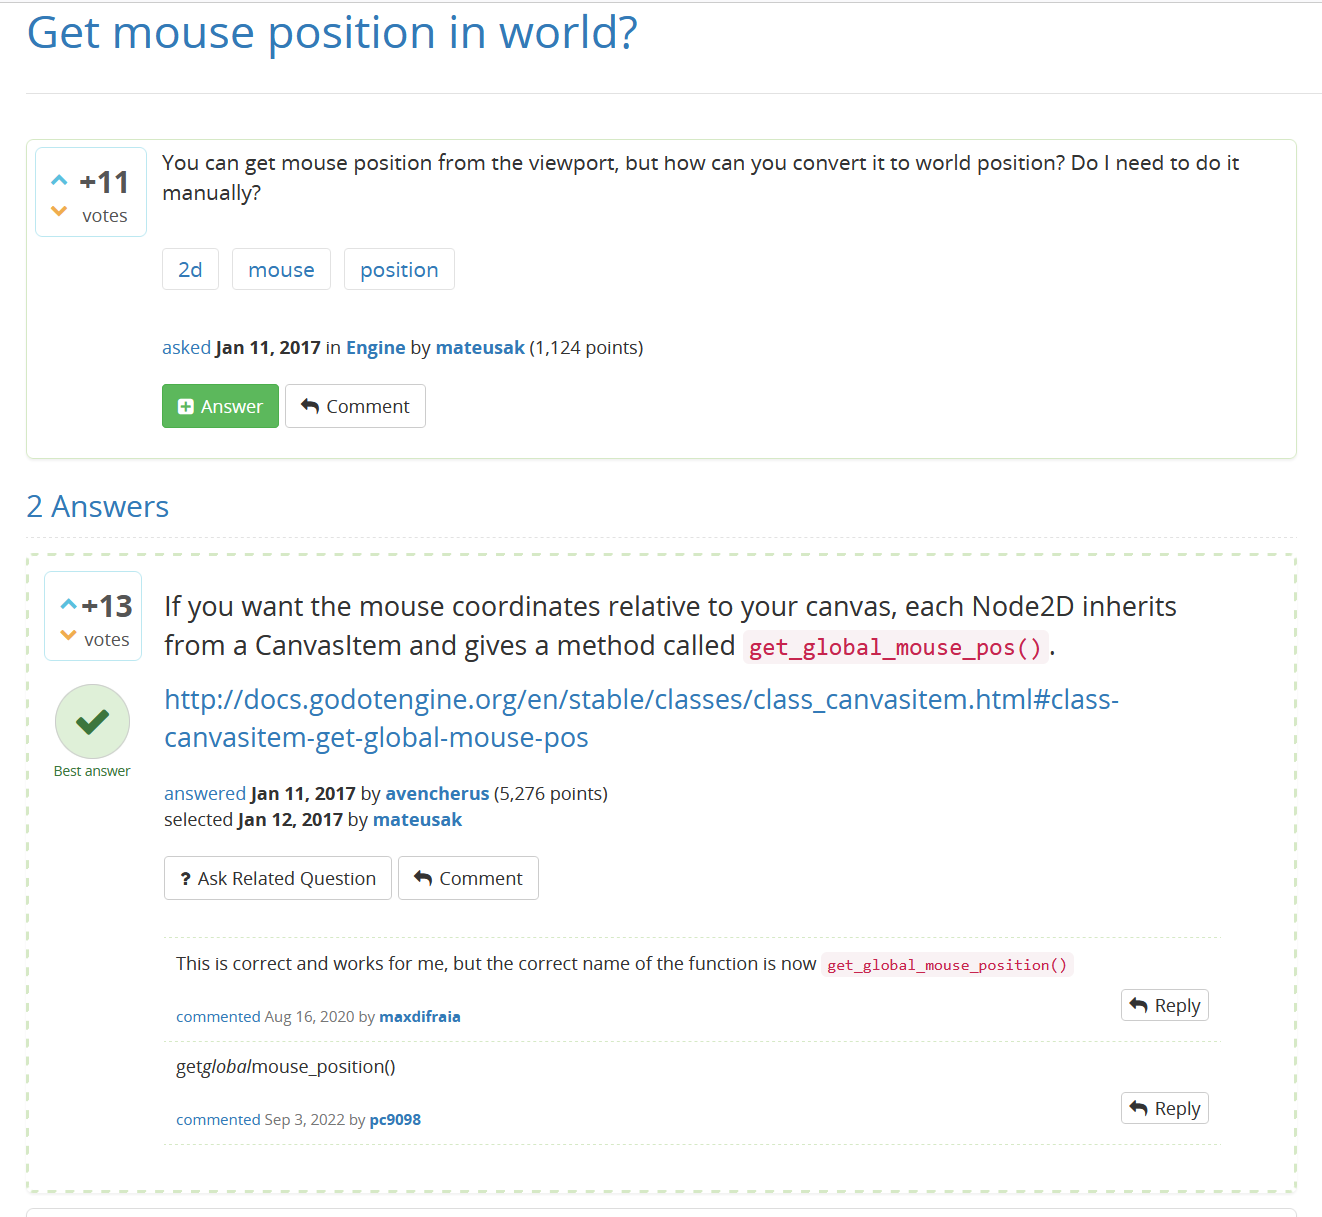 Get mouse position in world?
+11
votes
You can get mouse position from the viewport, but how can you convert it to world position? Do I need to do it
manually?
2d mouse position
asked Jan 11, 2017 in Engine by mateusak (1,124 points)
Answer Comment
2 Answers
+13
votes
Best answer
If you want the mouse coordinates relative to your canvas, each Node2D inherits
from a CanvasItem and gives a method called get_global_mouse_pos().
http://docs.godotengine.org/en/stable/classes/class_canvasitem.html#class-
canvasitem-get-global-mouse-pos
answered Jan 11, 2017 by avencherus (5,276 points)
selected Jan 12, 2017 by mateusak
? Ask Related Question Comment
This is correct and works for me, but the correct name of the function is now get_global_mouse_position()
commented Aug 16, 2020 by maxdifraia
Reply
getglobalmouse_position()
commented Sep 3, 2022 by pc9098
Reply